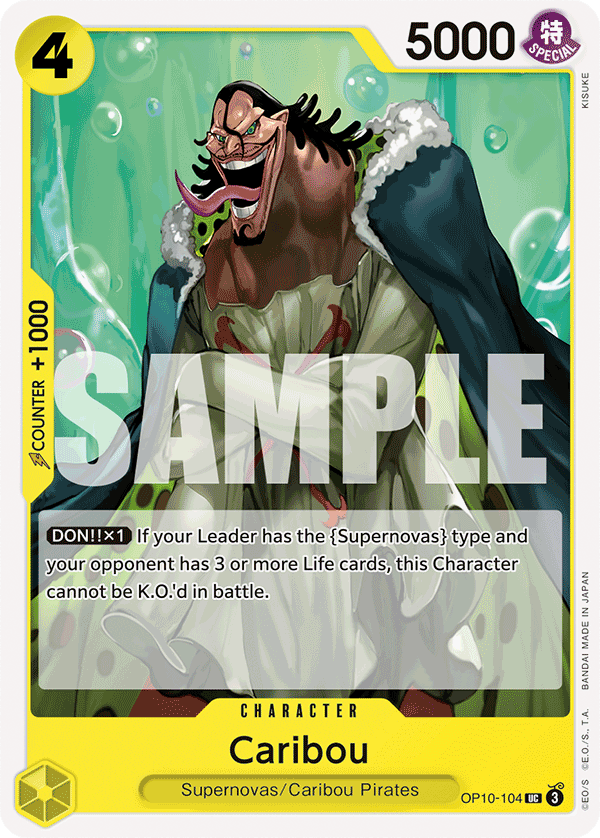 4
5000
特
SPECIAL
KISUKE
COUNTER +1000
SAMPLE
DON!!×1 If your Leader has the {Supernovas} type and
your opponent has 3 or more Life cards, this Character
cannot be K.O.'d in battle.
CHARACTER
Caribou
Supernovas/Caribou Pirates
OP10-104 UC 3
©E.O/S ©E.O./S., T.A. BANDAI MADE IN JAPAN